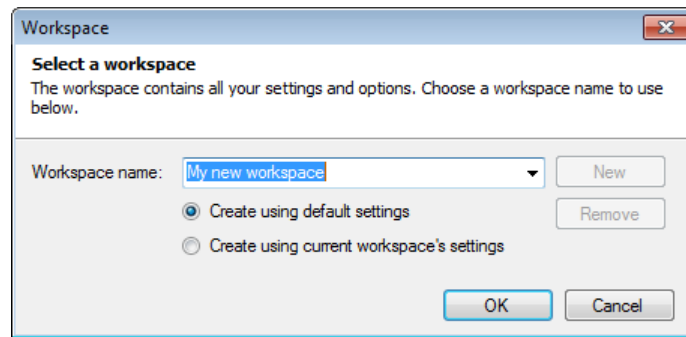 Workspace
Select a workspace
The workspace contains all your settings and options. Choose a workspace name to use
below.
Workspace name: My new workspace New
Create using default settings Remove
Create using current workspace's settings
OK Cancel